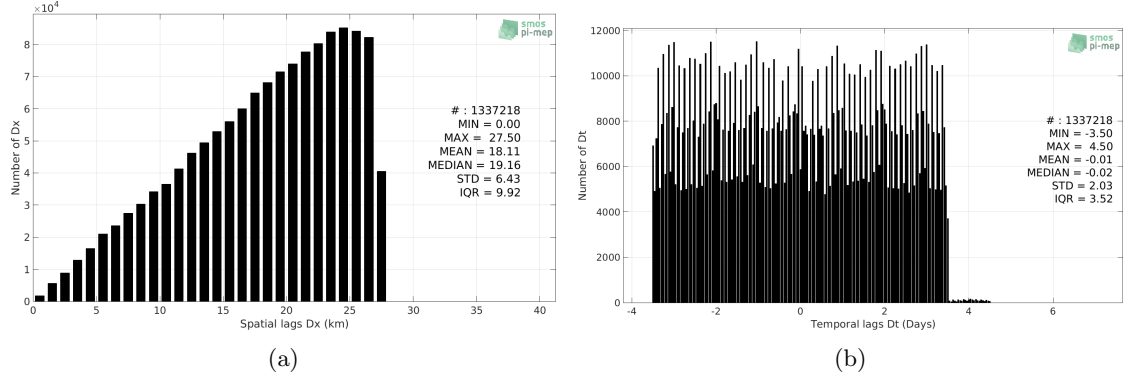 ×10⁴
9
8
7
6
5
4
3
2
1
0
Number of Dx
0 5 10 15 20 25 30 35 40
Spatial lags Dx (km)
smos
pi-mep
# : 1337218
MIN = 0.00
MAX = 27.50
MEAN = 18.11
MEDIAN = 19.16
STD = 6.43
IQR = 9.92
(a)
12000
10000
8000
6000
4000
2000
0
Number of Dt
-4 -2 0 2 4 6
Temporal lags Dt (Days)
smos
pi-mep
# : 1337218
MIN = -3.50
MAX = 4.50
MEAN = -0.01
MEDIAN = -0.02
STD = 2.03
IQR = 3.52
(b)